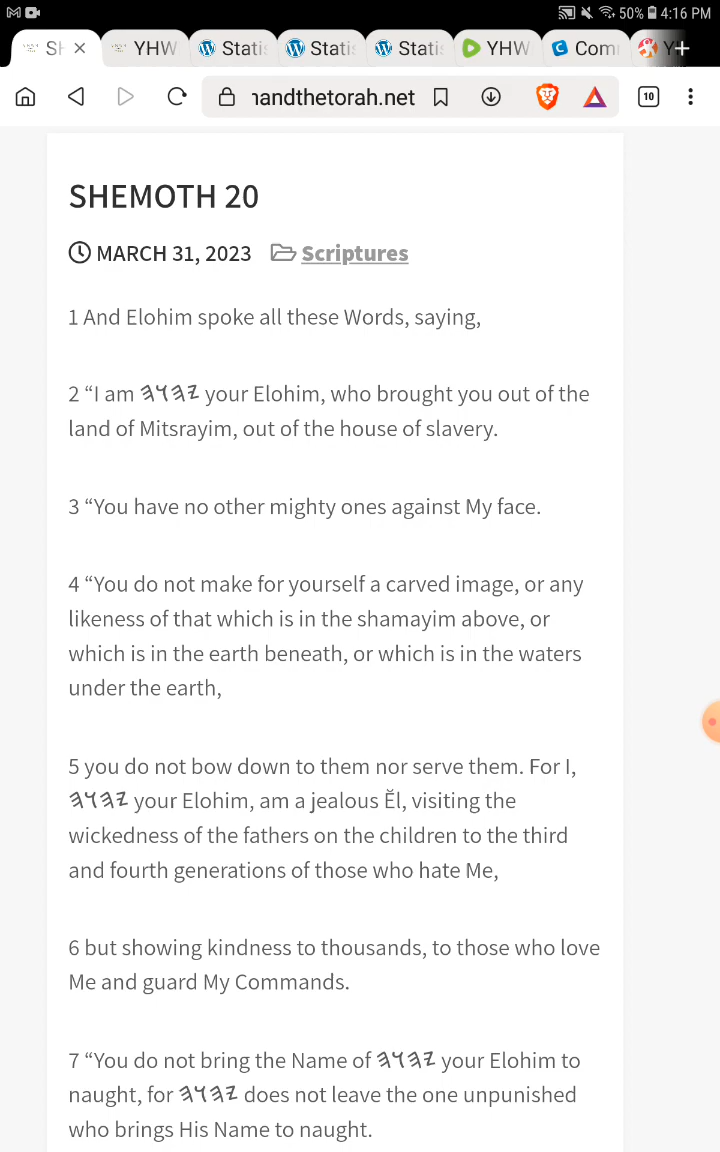 50% 4:16 PM
SH YHW Statis Statis Statis YHW Com Y
handthetorah.net 10
SHEMOTH 20
MARCH 31, 2023 Scriptures
1 And Elohim spoke all these Words, saying,
2 “I am 𐤉𐤄𐤅𐤄 your Elohim, who brought you out of the
land of Mitsrayim, out of the house of slavery.
3 “You have no other mighty ones against My face.
4 “You do not make for yourself a carved image, or any
likeness of that which is in the shamayim above, or
which is in the earth beneath, or which is in the waters
under the earth,
5 you do not bow down to them nor serve them. For I,
𐤉𐤄𐤅𐤄 your Elohim, am a jealous Ĕl, visiting the
wickedness of the fathers on the children to the third
and fourth generations of those who hate Me,
6 but showing kindness to thousands, to those who love
Me and guard My Commands.
7 “You do not bring the Name of 𐤉𐤄𐤅𐤄 your Elohim to
naught, for 𐤉𐤄𐤅𐤄 does not leave the one unpunished
who brings His Name to naught.